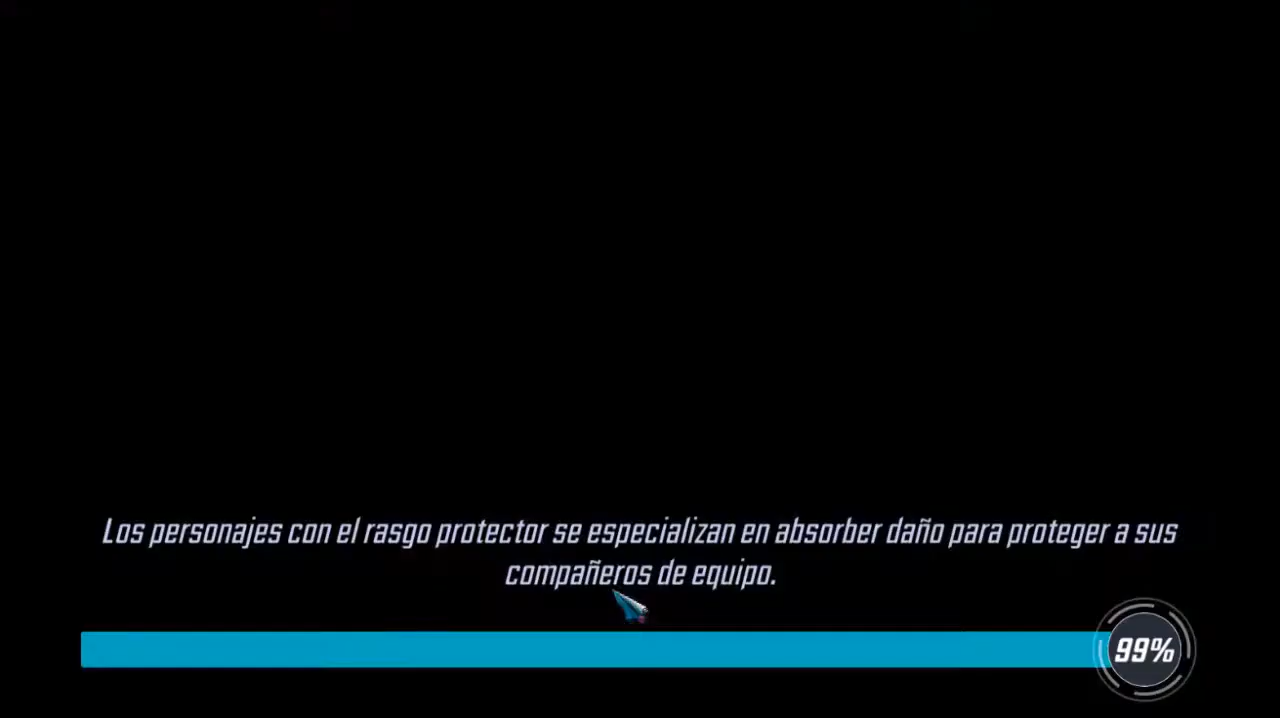 Los personajes con el rasgo protector se especializan en absorber daño para proteger a sus
compañeros de equipo.
99%